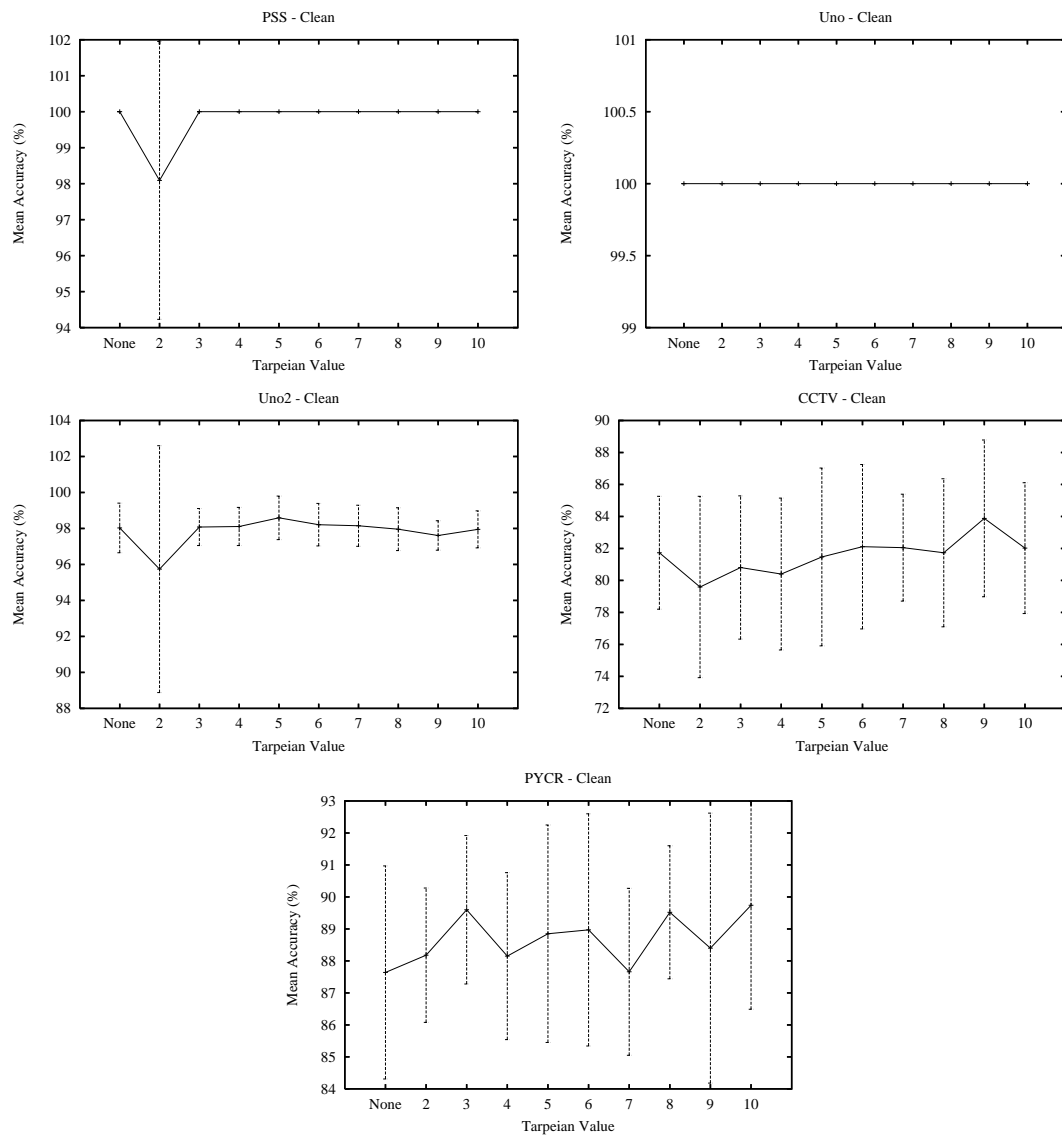 PSS - Clean
Mean Accuracy (%)
102
101
100
99
98
97
96
95
94
None 2 3 4 5 6 7 8 9 10
Tarpeian Value
Uno - Clean
Mean Accuracy (%)
101
100.5
100
99.5
99
None 2 3 4 5 6 7 8 9 10
Tarpeian Value
Uno2 - Clean
Mean Accuracy (%)
104
102
100
98
96
94
92
90
88
None 2 3 4 5 6 7 8 9 10
Tarpeian Value
CCTV - Clean
Mean Accuracy (%)
90
88
86
84
82
80
78
76
74
72
None 2 3 4 5 6 7 8 9 10
Tarpeian Value
PYCR - Clean
Mean Accuracy (%)
93
92
91
90
89
88
87
86
85
84
None 2 3 4 5 6 7 8 9 10
Tarpeian Value